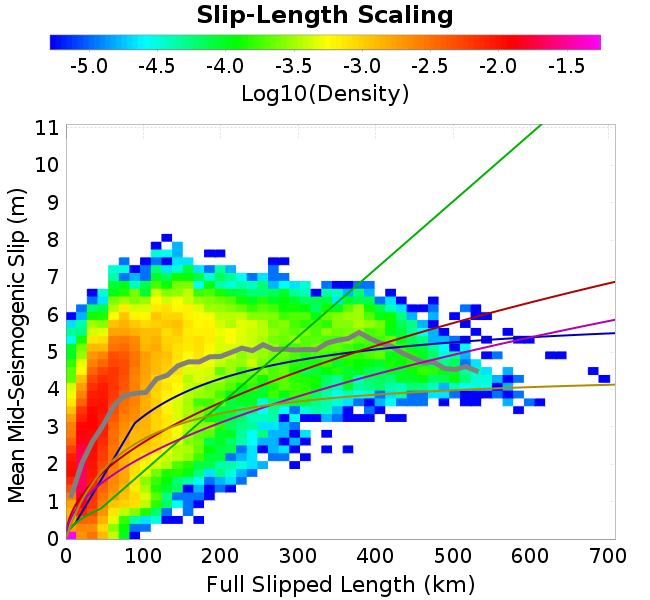 Slip-Length Scaling
-5.0 -4.5 -4.0 -3.5 -3.0 -2.5 -2.0 -1.5
Log10(Density)
Mean Mid-Seismogenic Slip (m)
11
10
9
8
7
6
5
4
3
2
1
0
0 100 200 300 400 500 600 700
Full Slipped Length (km)